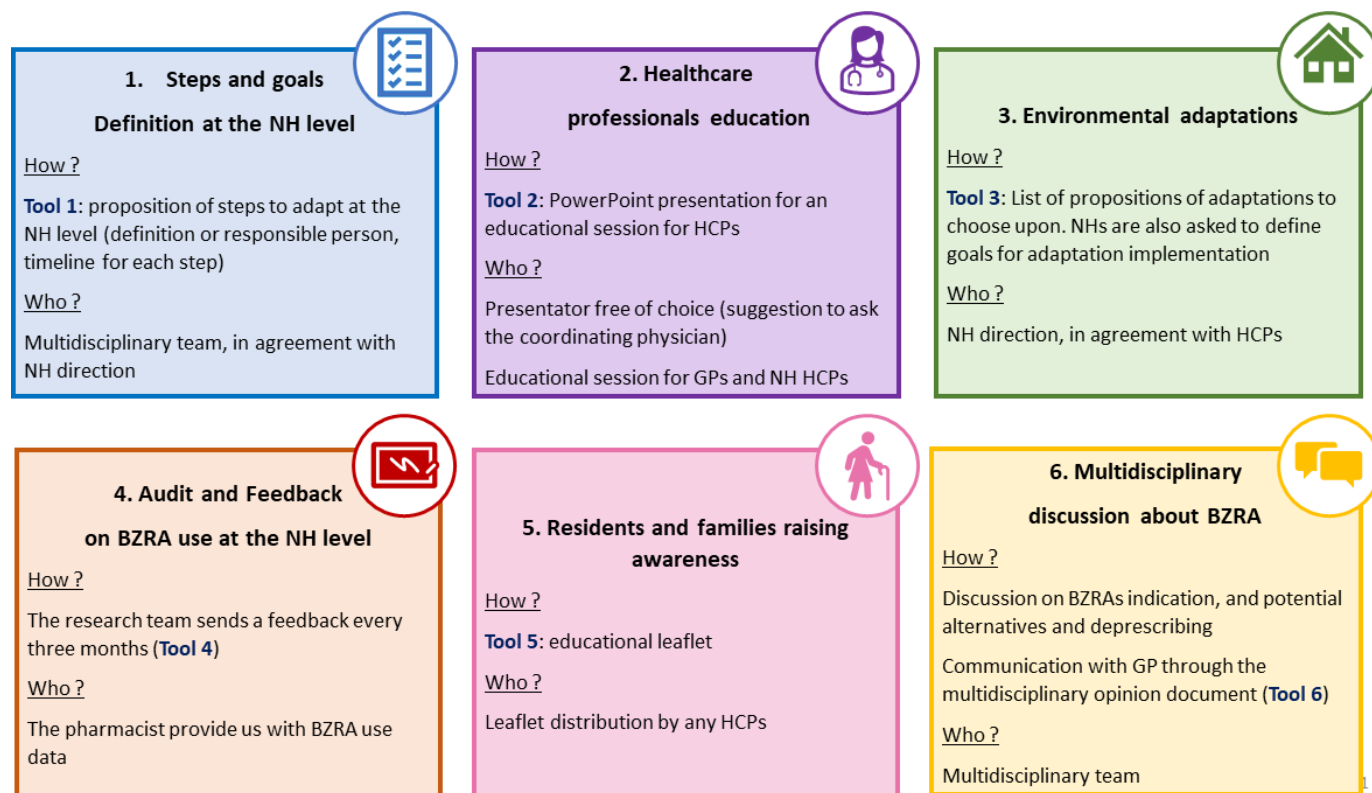 1. Steps and goals
Definition at the NH level
How ?
Tool 1: proposition of steps to adapt at the
NH level (definition or responsible person,
timeline for each step)
Who ?
Multidisciplinary team, in agreement with
NH direction
2. Healthcare
professionals education
How ?
Tool 2: PowerPoint presentation for an
educational session for HCPs
Who ?
Presentator free of choice (suggestion to ask
the coordinating physician)
Educational session for GPs and NH HCPs
3. Environmental adaptations
How ?
Tool 3: List of propositions of adaptations to
choose upon. NHs are also asked to define
goals for adaptation implementation
Who ?
NH direction, in agreement with HCPs
4. Audit and Feedback
on BZRA use at the NH level
How ?
The research team sends a feedback every
three months (Tool 4)
Who ?
The pharmacist provide us with BZRA use
data
5. Residents and families raising
awareness
How ?
Tool 5: educational leaflet
Who ?
Leaflet distribution by any HCPs
6. Multidisciplinary
discussion about BZRA
How ?
Discussion on BZRAs indication, and potential
alternatives and deprescribing
Communication with GP through the
multidisciplinary opinion document (Tool 6)
Who ?
Multidisciplinary team
1